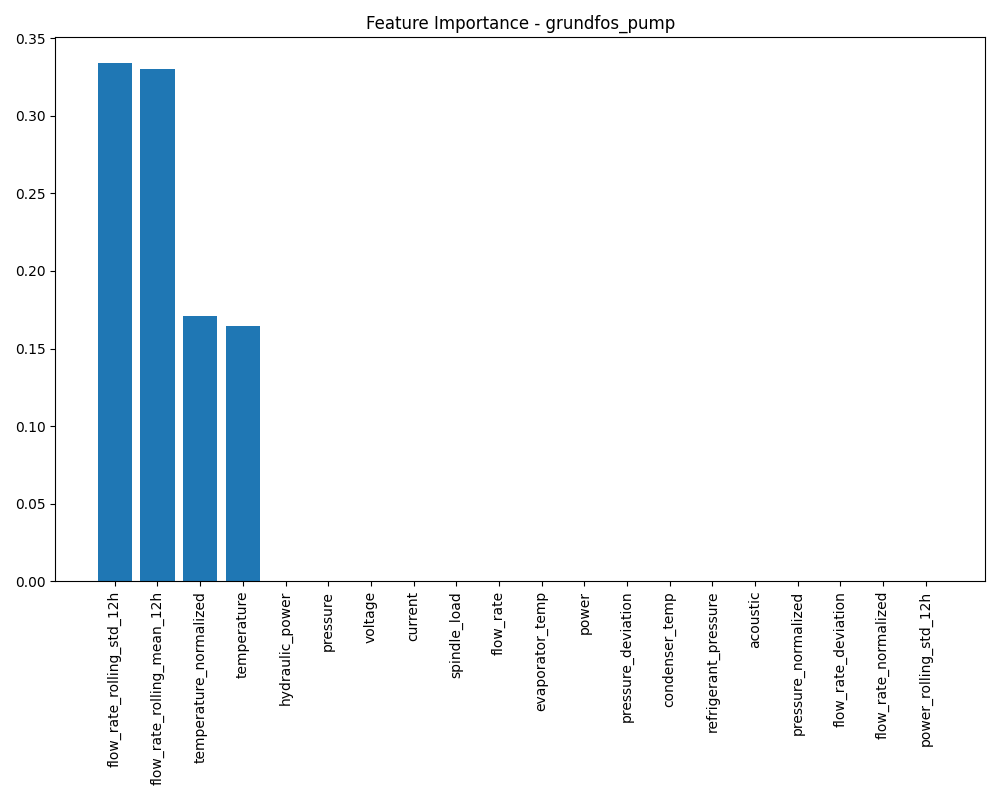 Feature Importance - grundfos_pump
0.35
0.30
0.25
0.20
0.15
0.10
0.05
0.00
flow_rate_rolling_std_12h
flow_rate_rolling_mean_12h
temperature_normalized
temperature
hydraulic_power
pressure
voltage
current
spindle_load
flow_rate
evaporator_temp
power
pressure_deviation
condenser_temp
refrigerant_pressure
acoustic
pressure_normalized
flow_rate_deviation
flow_rate_normalized
power_rolling_std_12h